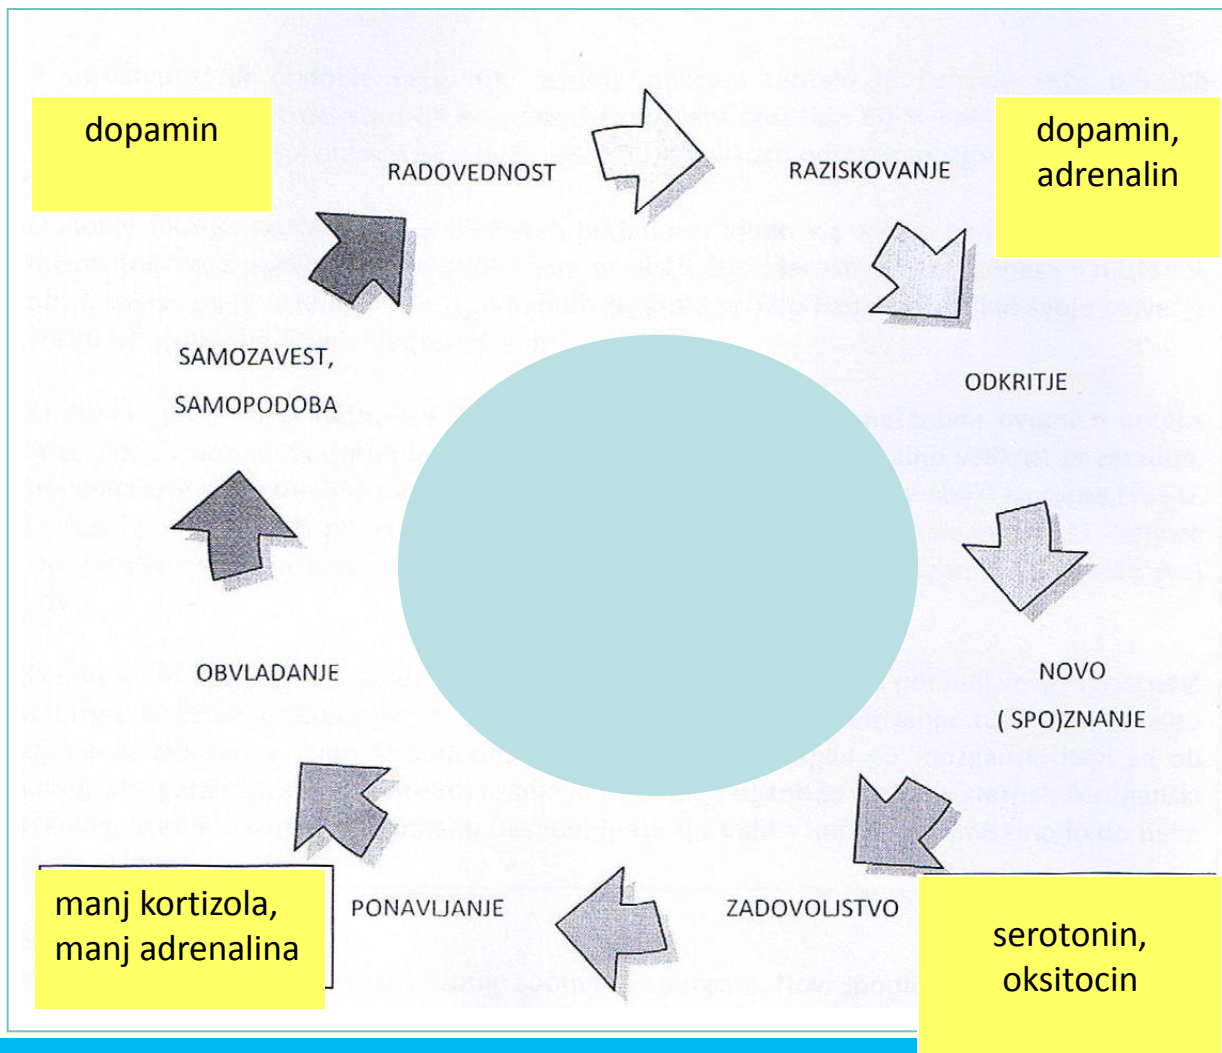 dopamin
dopamin,
adrenalin
RADOVEDNOST
RAZISKOVANJE
SAMOZAVEST,
SAMOPODOBA
ODKRITJE
OBVLADANJE
NOVO
( SPO)ZNANJE
manj kortizola,
manj adrenalina
PONAVLJANJE
ZADOVOLJSTVO
serotonin,
oksitocin